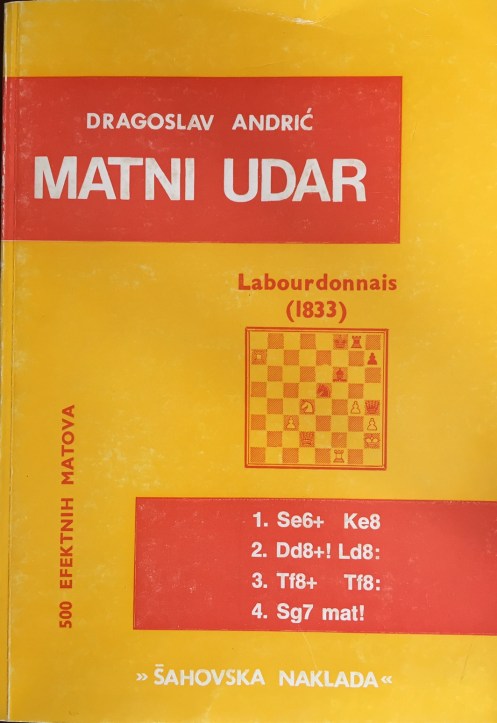 DRAGOSLAV ANDRIĆ
MATNI UDAR
Labourdonnais
(1833)
500 EFEKTNIH MATOVA
1. Se6+ Ke8
2. Dd8+! Ld8:
3. Tf8+ Tf8:
4. Sg7 mat!
»ŠAHOVSKA NAKLADA«